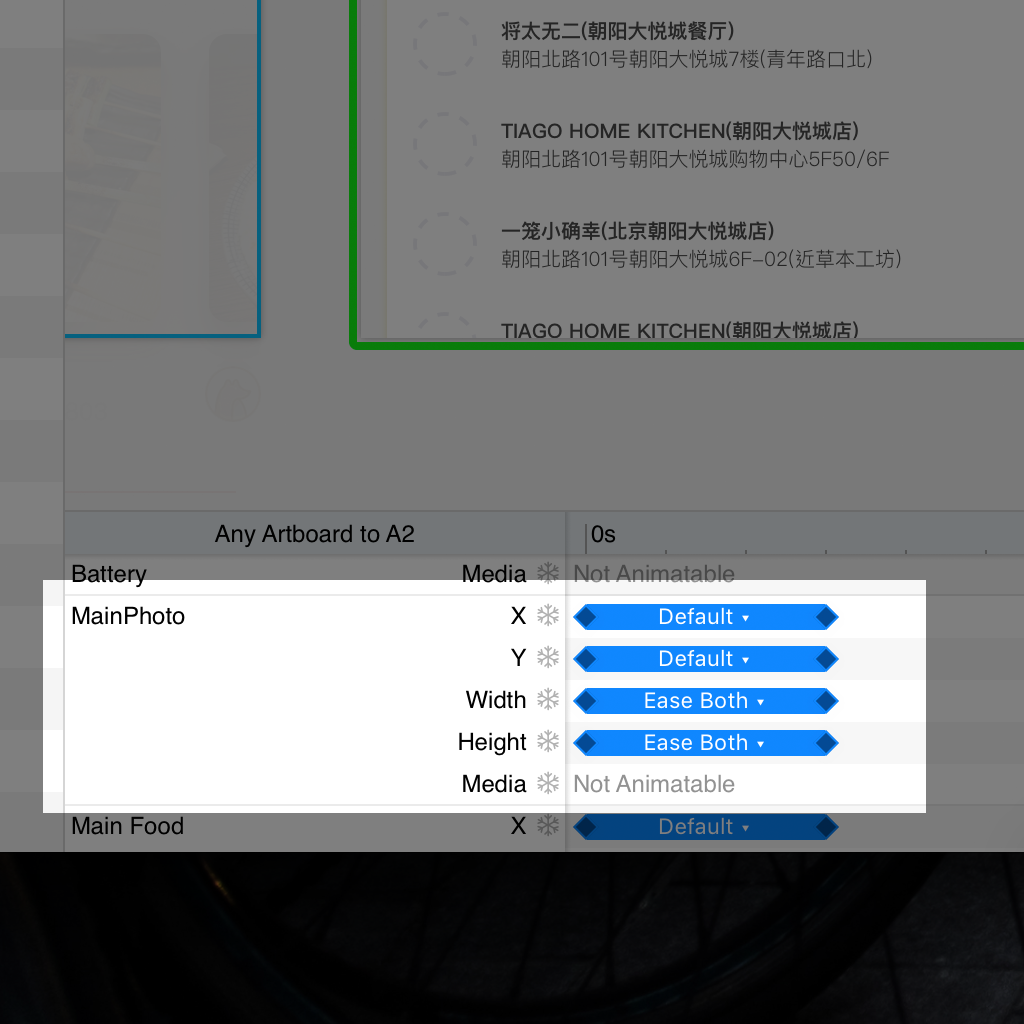 将太无二(朝阳大悦城餐厅)
朝阳北路101号朝阳大悦城7楼(青年路口北)
TIAGO HOME KITCHEN(朝阳大悦城店)
朝阳北路101号朝阳大悦城购物中心5F50/6F
一笼小确幸(北京朝阳大悦城店)
朝阳北路101号朝阳大悦城6F-02(近草本工坊)
TIAGO HOME KITCHEN(朝阳大悦城店)
Any Artboard to A2 0s
Battery Media Not Animatable
MainPhoto X Default
Y Default
Width Ease Both
Height Ease Both
Media Not Animatable
Main Food X Default